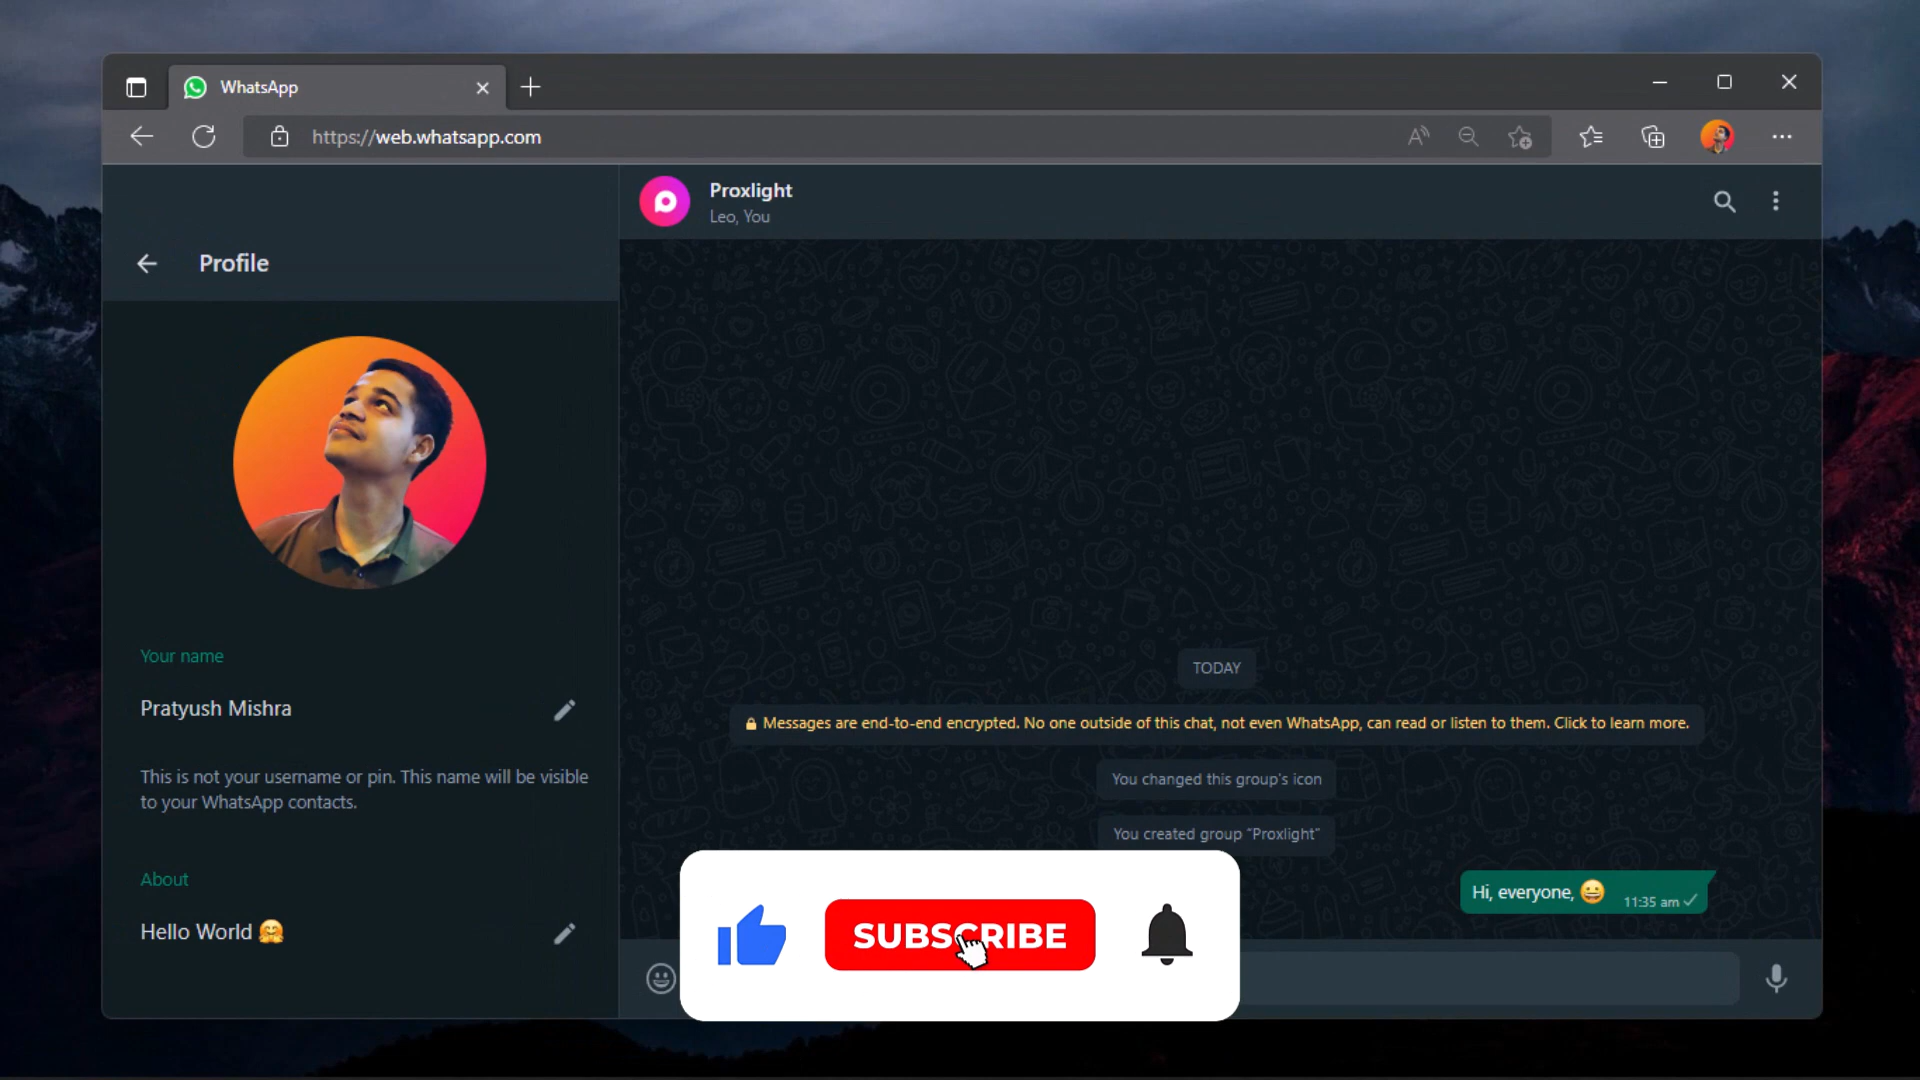 WhatsApp
https://web.whatsapp.com
Proxlight
Leo, You
Profile
Your name
Pratyush Mishra
This is not your username or pin. This name will be visible
to your WhatsApp contacts.
About
Hello World 🤗
TODAY
🔒 Messages are end-to-end encrypted. No one outside of this chat, not even WhatsApp, can read or listen to them. Click to learn more.
You changed this group's icon
You created group “Proxlight”
Hi, everyone, 😀
11:35 am
SUBSCRIBE